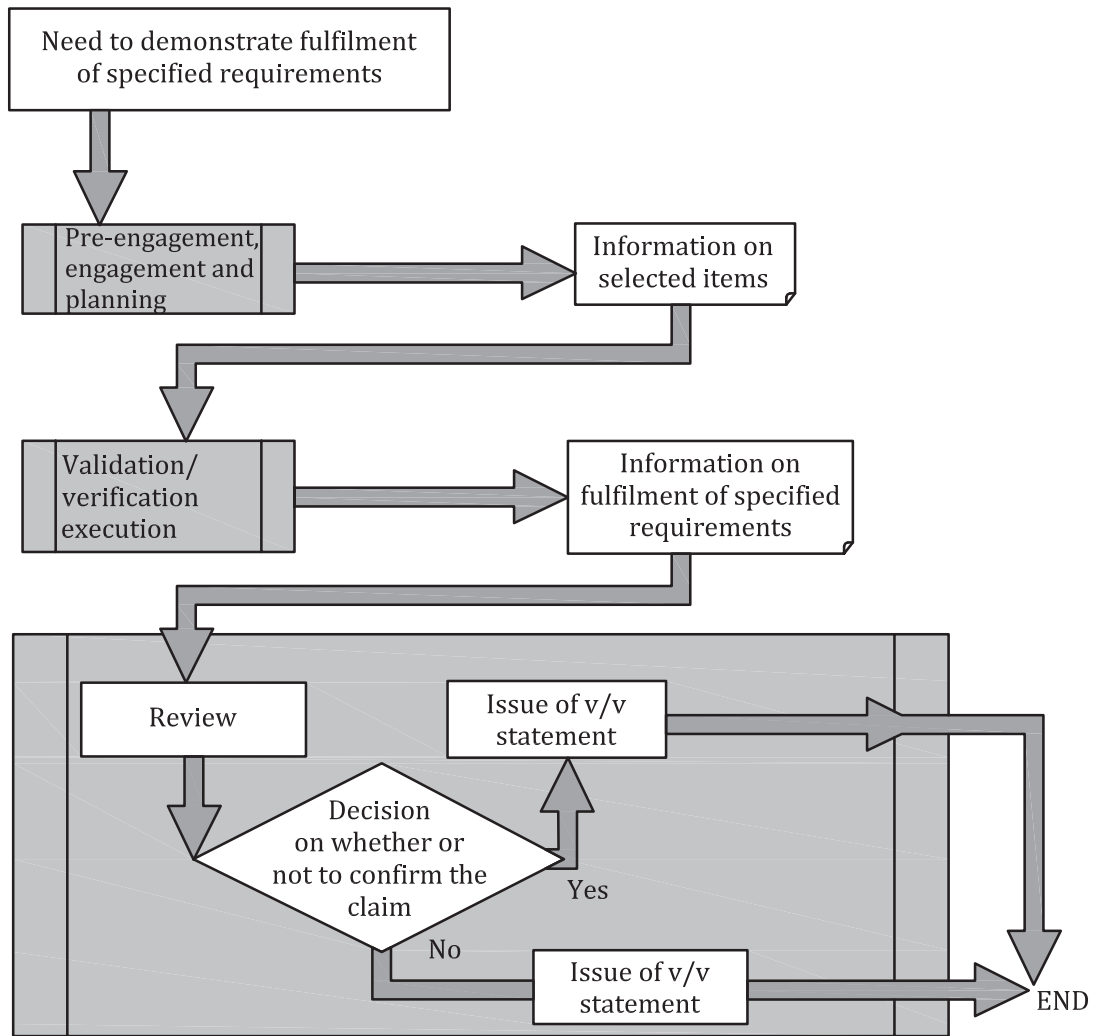 Need to demonstrate fulfilment
of specified requirements
Pre-engagement,
engagement and
planning
Information on
selected items
Validation/
verification
execution
Information on
fulfilment of specified
requirements
Review
Issue of v/v
statement
Decision
on whether or
not to confirm the
claim
Yes
No
Issue of v/v
statement
END